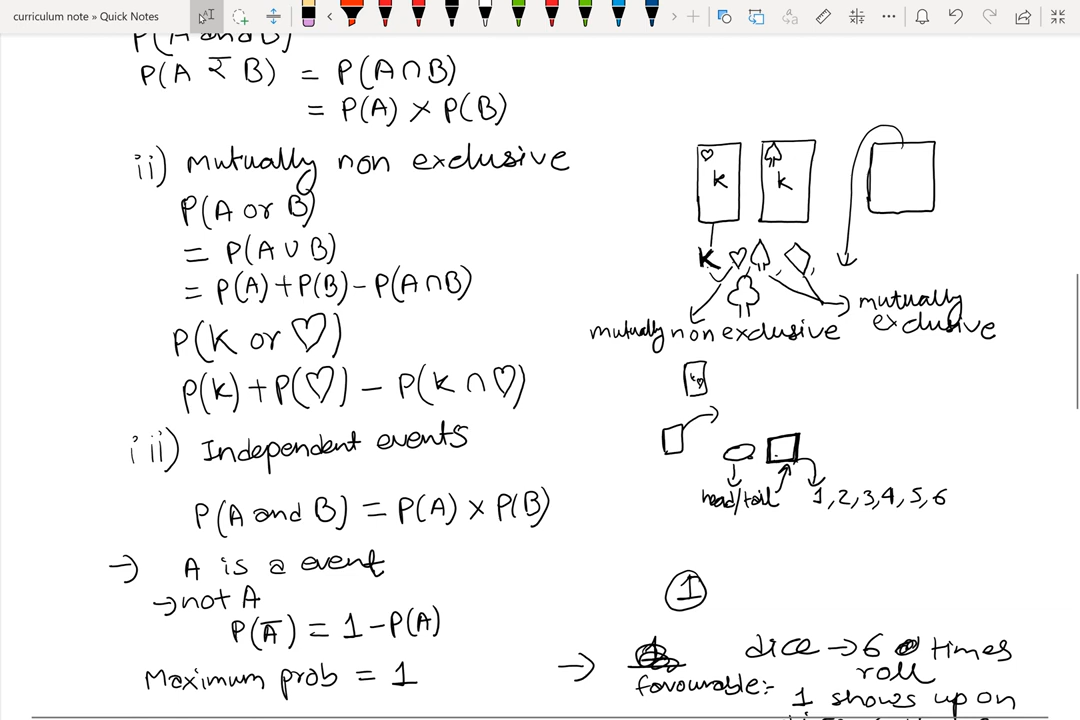 curriculum note » Quick Notes
P(A and B)
P(A र B) = P(A∩B)
= P(A) × P(B)
ii) mutually non exclusive
P(A or B)
= P(A∪B)
= P(A)+P(B)-P(A∩B)
P(K or ♡)
P(K)+P(♡)-P(K∩♡)
iii) Independent events
P(A and B) = P(A) × P(B)
→ A is a event
→ not A
P(Ā) = 1-P(A)
Maximum prob = 1
K K
K
mutually non exclusive
mutually
exclusive
K♡
head/tail 1,2,3,4,5,6
1
→ dice → 6 times
roll
favourable:-
1 shows up on